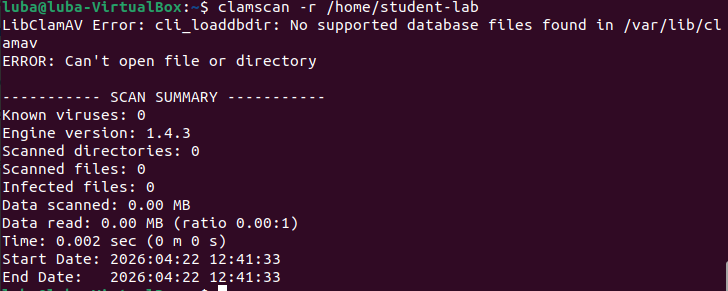 luba@luba-VirtualBox:~$ clamscan -r /home/student-lab
LibClamAV Error: cli_loaddbdir: No supported database files found in /var/lib/cl
amav
ERROR: Can't open file or directory
----------- SCAN SUMMARY -----------
Known viruses: 0
Engine version: 1.4.3
Scanned directories: 0
Scanned files: 0
Infected files: 0
Data scanned: 0.00 MB
Data read: 0.00 MB (ratio 0.00:1)
Time: 0.002 sec (0 m 0 s)
Start Date: 2026:04:22 12:41:33
End Date:   2026:04:22 12:41:33
luba@luba-VirtualBox:~$